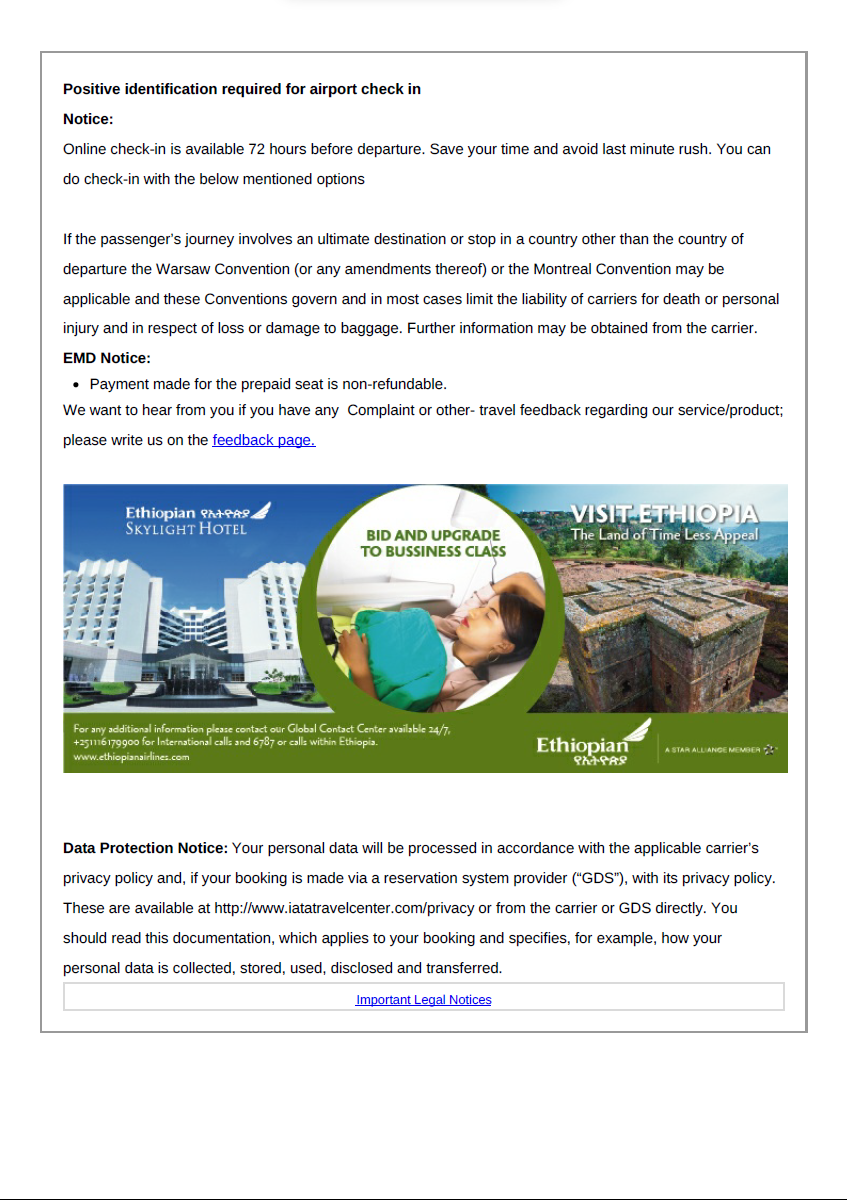 Positive identification required for airport check in
Notice:
Online check-in is available 72 hours before departure. Save your time and avoid last minute rush. You can
do check-in with the below mentioned options
If the passenger’s journey involves an ultimate destination or stop in a country other than the country of
departure the Warsaw Convention (or any amendments thereof) or the Montreal Convention may be
applicable and these Conventions govern and in most cases limit the liability of carriers for death or personal
injury and in respect of loss or damage to baggage. Further information may be obtained from the carrier.
EMD Notice:
• Payment made for the prepaid seat is non-refundable.
We want to hear from you if you have any  Complaint or other- travel feedback regarding our service/product;
please write us on the feedback page.
Ethiopian የኢትዮጵያ
SKYLIGHT HOTEL
BID AND UPGRADE
TO BUSSINESS CLASS
VISIT ETHIOPIA
The Land of Time Less Appeal
For any additional information please contact our Global Contact Center available 24/7,
+251116179900 for International calls and 6787 or calls within Ethiopia.
www.ethiopianairlines.com
Ethiopian
የኢትዮጵያ
A STAR ALLIANCE MEMBER
Data Protection Notice: Your personal data will be processed in accordance with the applicable carrier’s
privacy policy and, if your booking is made via a reservation system provider (“GDS”), with its privacy policy.
These are available at http://www.iatatravelcenter.com/privacy or from the carrier or GDS directly. You
should read this documentation, which applies to your booking and specifies, for example, how your
personal data is collected, stored, used, disclosed and transferred.
Important Legal Notices